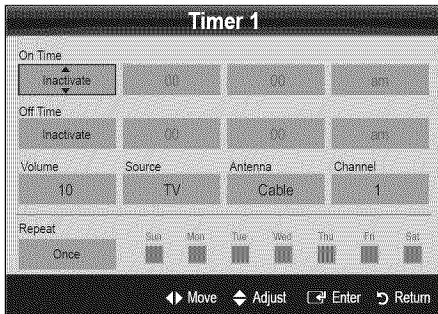 Timer 1
On Time
Inactivate 00 00 am
Off Time
Inactivate 00 00 am
Volume Source Antenna Channel
10 TV Cable 1
Repeat
Once Sun Mon Tue Wed Thu Fri Sat
Move Adjust Enter Return